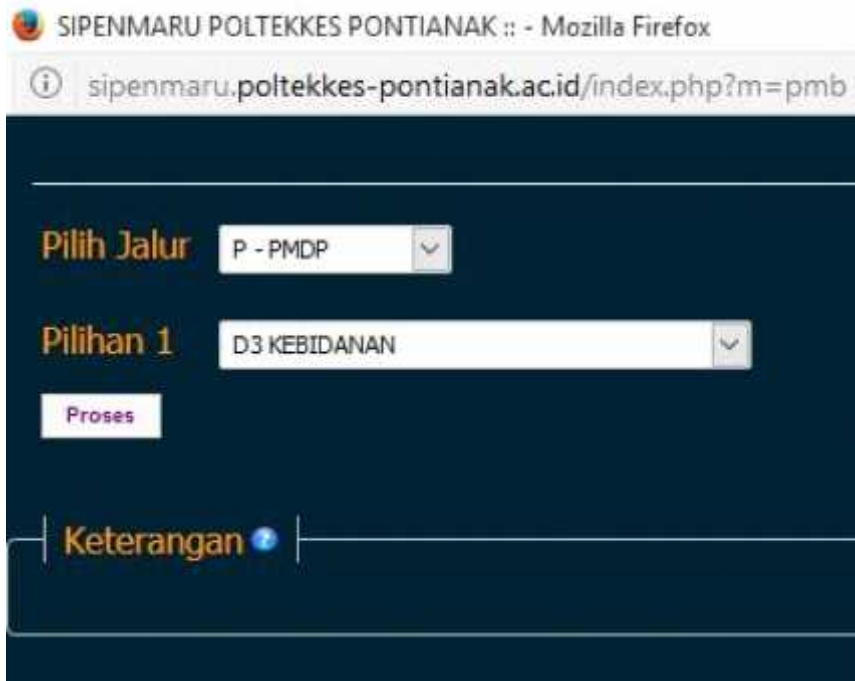 SIPENMARU POLTEKKES PONTIANAK :: - Mozilla Firefox
sipenmaru.poltekkes-pontianak.ac.id/index.php?m=pmb
Pilih Jalur P - PMDP
Pilihan 1 D3 KEBIDANAN
Proses
Keterangan ?